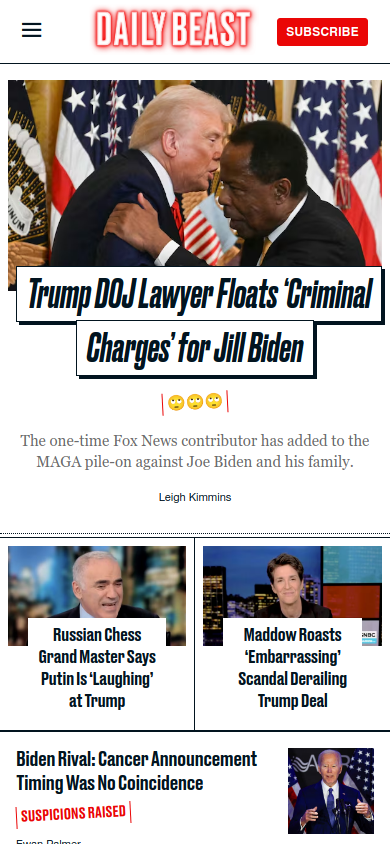 DAILY BEAST
SUBSCRIBE
Trump DOJ Lawyer Floats ‘Criminal
Charges’ for Jill Biden
🙄🙄🙄
The one-time Fox News contributor has added to the
MAGA pile-on against Joe Biden and his family.
Leigh Kimmins
Russian Chess
Grand Master Says
Putin Is ‘Laughing’
at Trump
Maddow Roasts
‘Embarrassing’
Scandal Derailing
Trump Deal
Biden Rival: Cancer Announcement
Timing Was No Coincidence
SUSPICIONS RAISED
Ewan Palmer